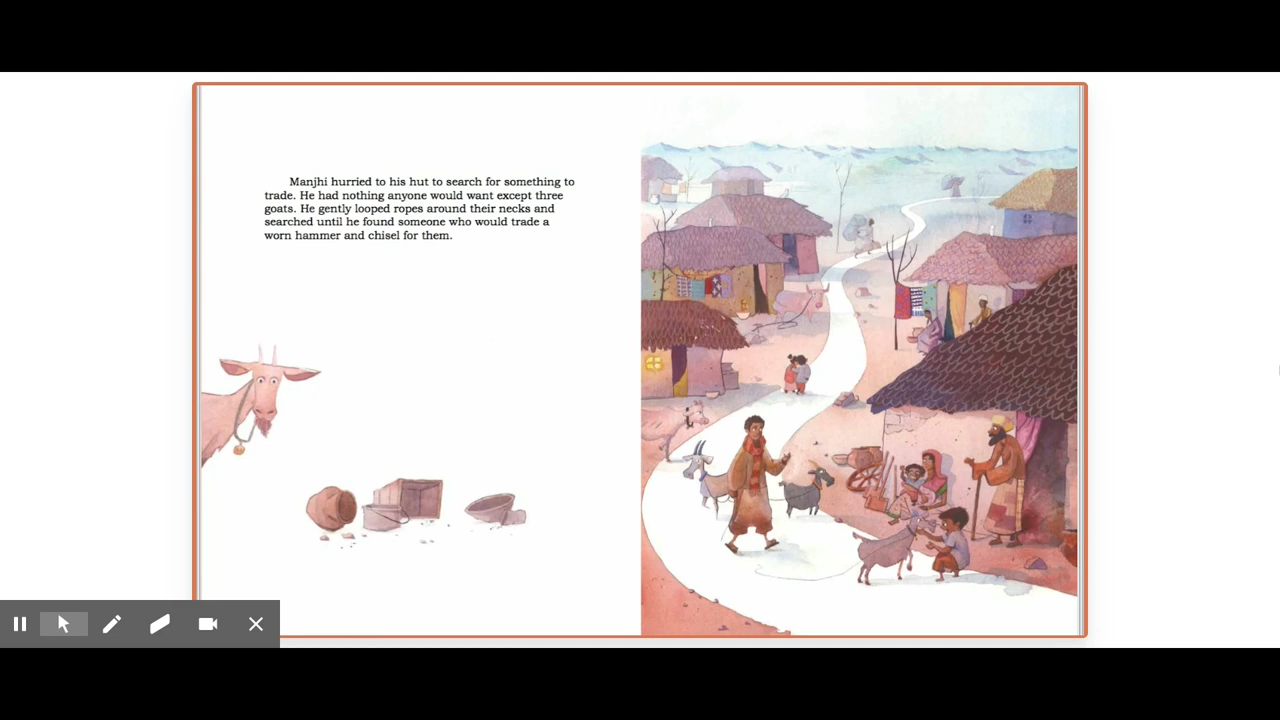 Manjhi hurried to his hut to search for something to
trade. He had nothing anyone would want except three
goats. He gently looped ropes around their necks and
searched until he found someone who would trade a
worn hammer and chisel for them.